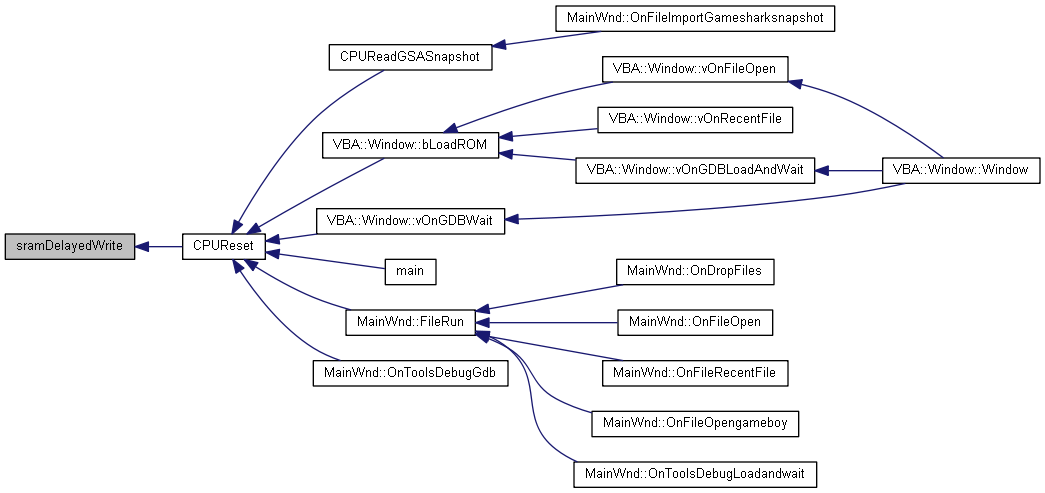 MainWnd::OnFileImportGamesharksnapshot
CPUReadGSASnapshot
VBA::Window::vOnFileOpen
VBA::Window::vOnRecentFile
VBA::Window::bLoadROM
VBA::Window::vOnGDBLoadAndWait
VBA::Window::Window
VBA::Window::vOnGDBWait
sramDelayedWrite
CPUReset
main
MainWnd::OnDropFiles
MainWnd::FileRun
MainWnd::OnFileOpen
MainWnd::OnToolsDebugGdb
MainWnd::OnFileRecentFile
MainWnd::OnFileOpengameboy
MainWnd::OnToolsDebugLoadandwait